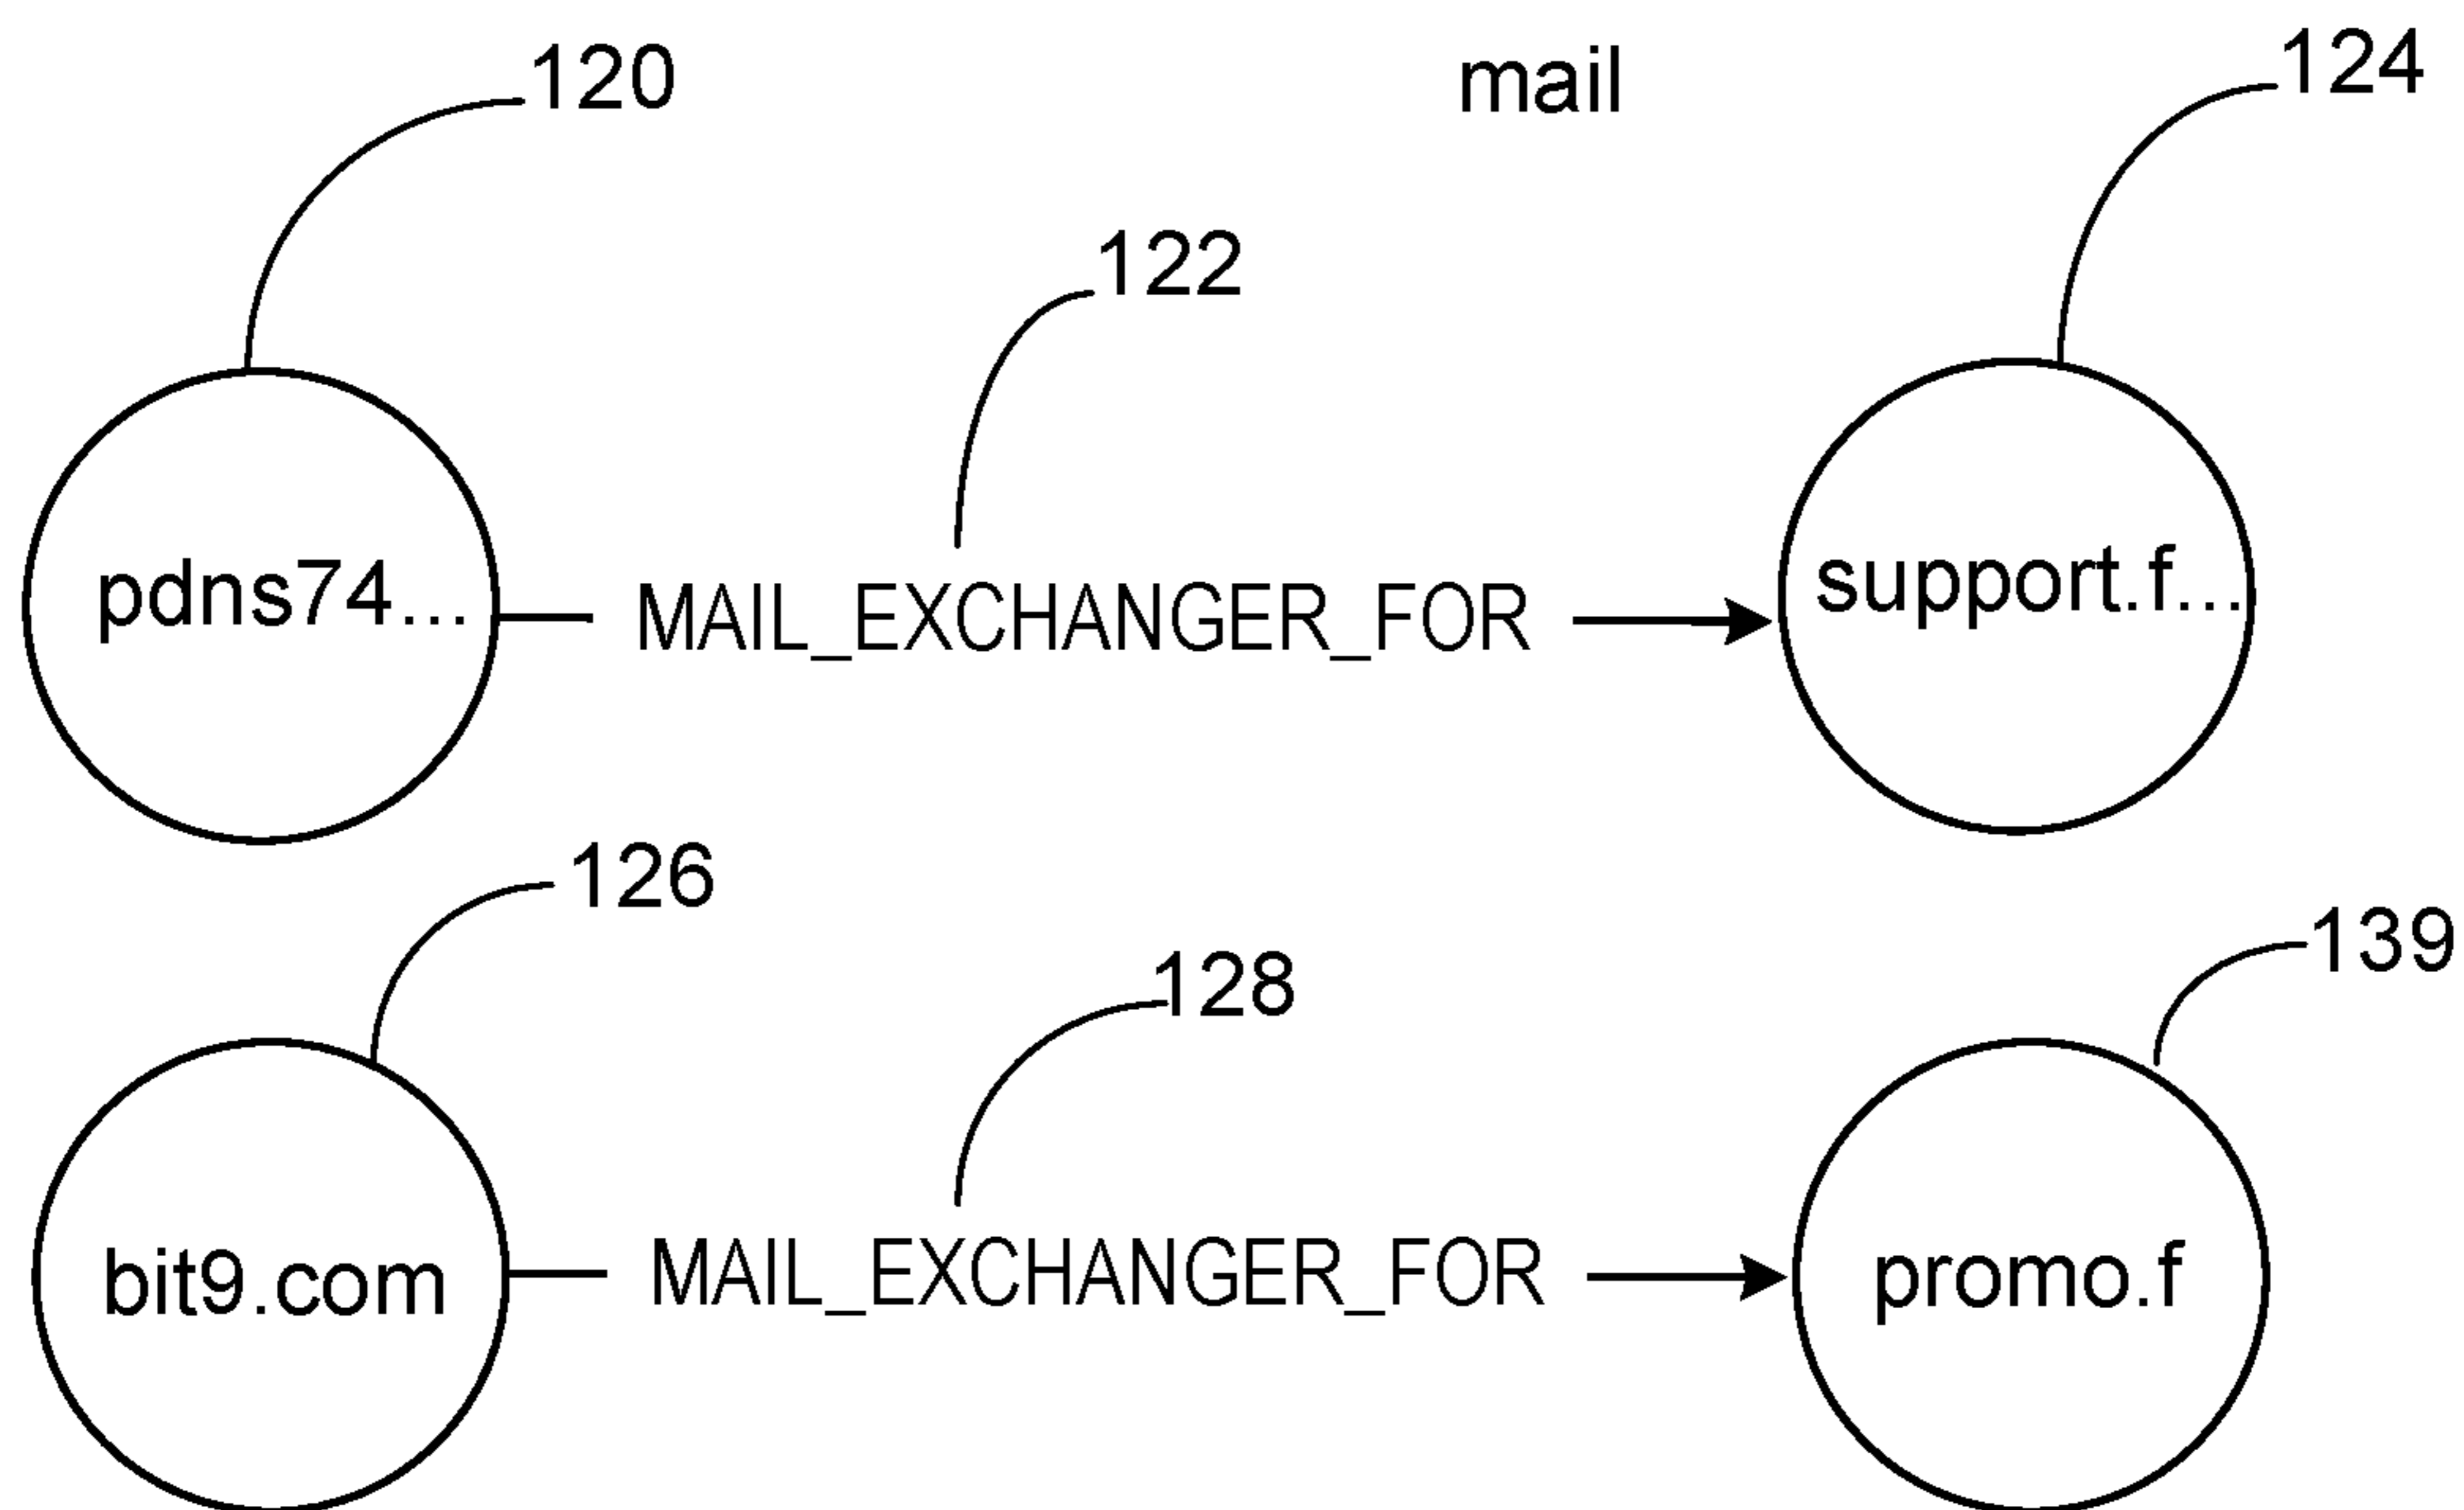 120
mail
124
122
pdns74...
MAIL_EXCHANGER_FOR
support.f...
126
139
128
bit9.com
MAIL_EXCHANGER_FOR
promo.f